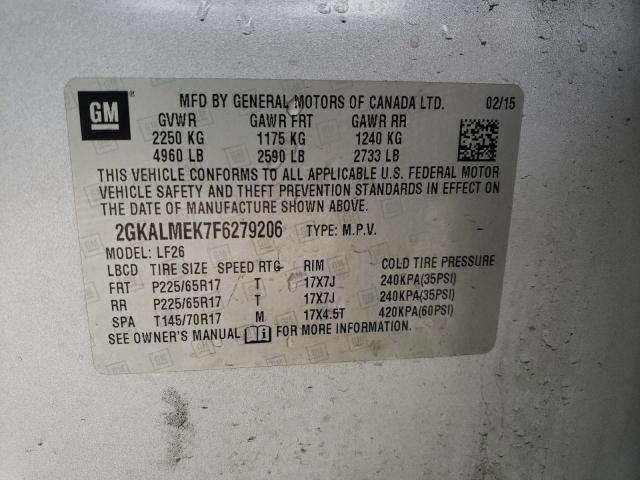 GM
MFD BY GENERAL MOTORS OF CANADA LTD. 02/15
GVWR GAWR FRT GAWR RR
2250 KG 1175 KG 1240 KG
4960 LB 2590 LB 2733 LB
THIS VEHICLE CONFORMS TO ALL APPLICABLE U.S. FEDERAL MOTOR
VEHICLE SAFETY AND THEFT PREVENTION STANDARDS IN EFFECT ON
THE DATE OF MANUFACTURE SHOWN ABOVE.
2GKALMEK7F6279206 TYPE: M.P.V.
MODEL: LF26
LBCD TIRE SIZE SPEED RTG RIM COLD TIRE PRESSURE
FRT P225/65R17 T 17X7J 240KPA(35PSI)
RR P225/65R17 T 17X7J 240KPA(35PSI)
SPA T145/70R17 M 17X4.5T 420KPA(60PSI)
SEE OWNER'S MANUAL FOR MORE INFORMATION.